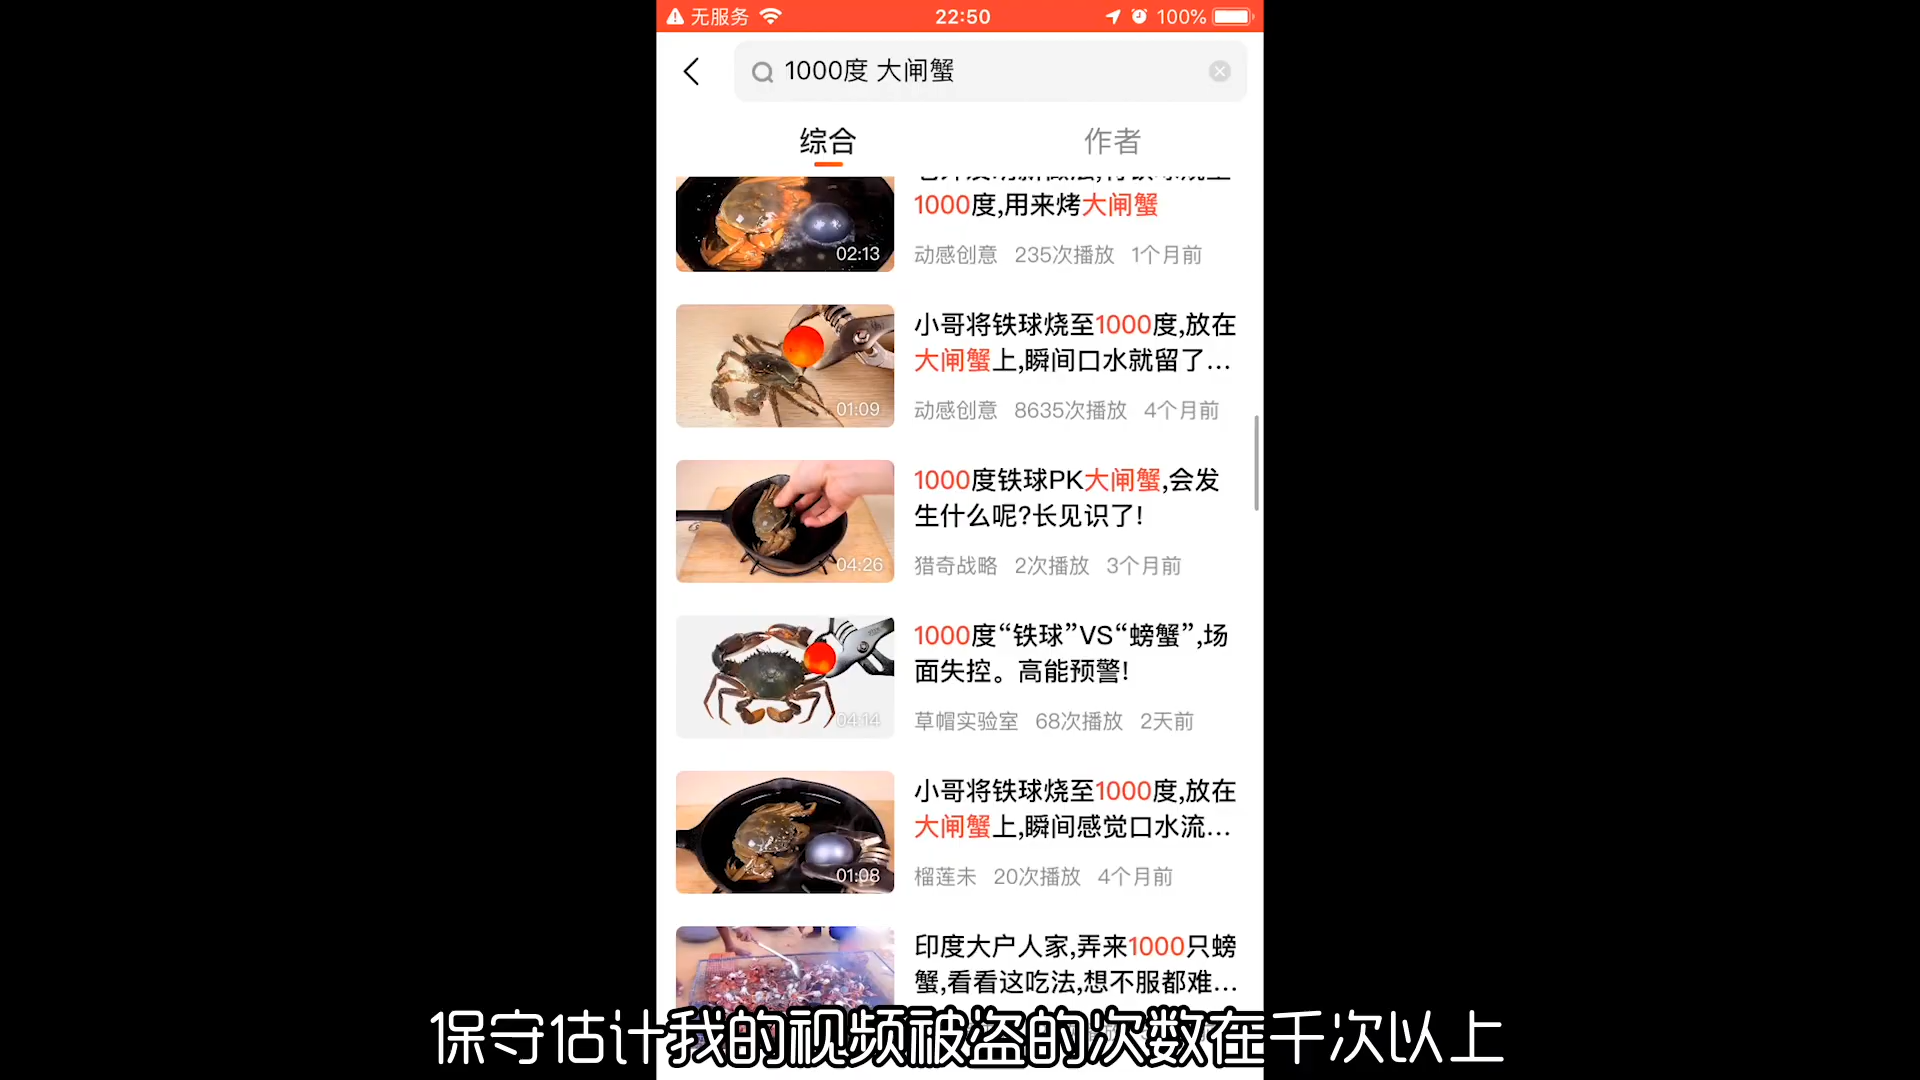 无服务
22:50
100%
1000度 大闸蟹
综合
作者
1000度,用来烤大闸蟹
02:13
动感创意 235次播放 1个月前
小哥将铁球烧至1000度,放在
大闸蟹上,瞬间口水就留了...
01:09
动感创意 8635次播放 4个月前
1000度铁球PK大闸蟹,会发
生什么呢?长见识了!
04:26
猎奇战略 2次播放 3个月前
1000度“铁球”VS“螃蟹”,场
面失控。高能预警!
04:14
草帽实验室 68次播放 2天前
小哥将铁球烧至1000度,放在
大闸蟹上,瞬间感觉口水流...
01:08
榴莲未 20次播放 4个月前
印度大户人家,弄来1000只螃
蟹,看看这吃法,想不服都难...
保守估计我的视频被盗的次数在千次以上